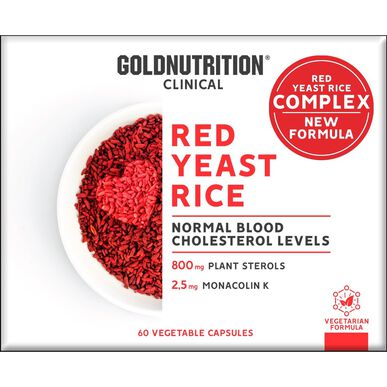 GOLDNUTRITION®
CLINICAL
RED
YEAST RICE
COMPLEX
NEW
FORMULA
RED
YEAST
RICE
NORMAL BLOOD
CHOLESTEROL LEVELS
800mg PLANT STEROLS
2,5mg MONACOLIN K
60 VEGETABLE CAPSULES
VEGETARIAN
FORMULA